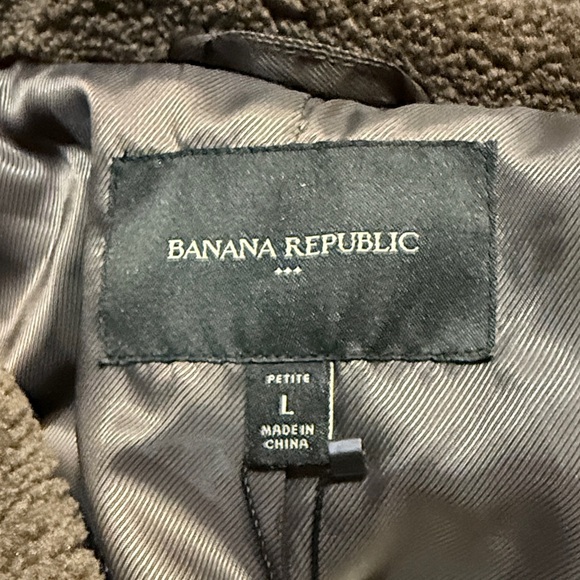 BANANA REPUBLIC
PETITE
L
MADE IN
CHINA